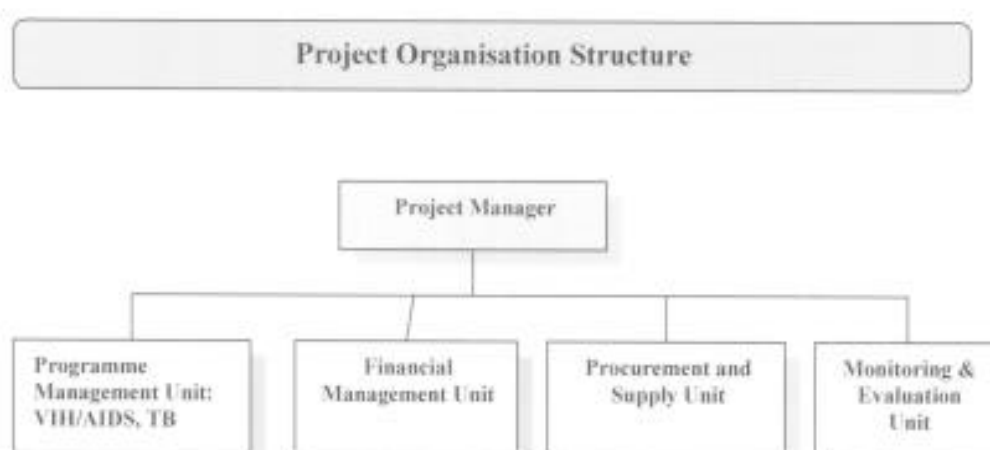 Project Organisation Structure
Project Manager
Programme
Management Unit:
VIH/AIDS, TB
Financial
Management Unit
Procurement and
Supply Unit
Monitoring &
Evaluation
Unit